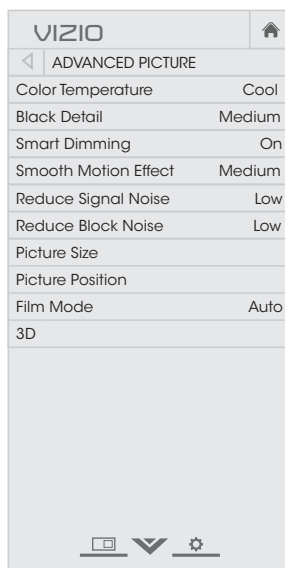 VIZIO
ADVANCED PICTURE
Color Temperature Cool
Black Detail Medium
Smart Dimming On
Smooth Motion Effect Medium
Reduce Signal Noise Low
Reduce Block Noise Low
Picture Size
Picture Position
Film Mode Auto
3D